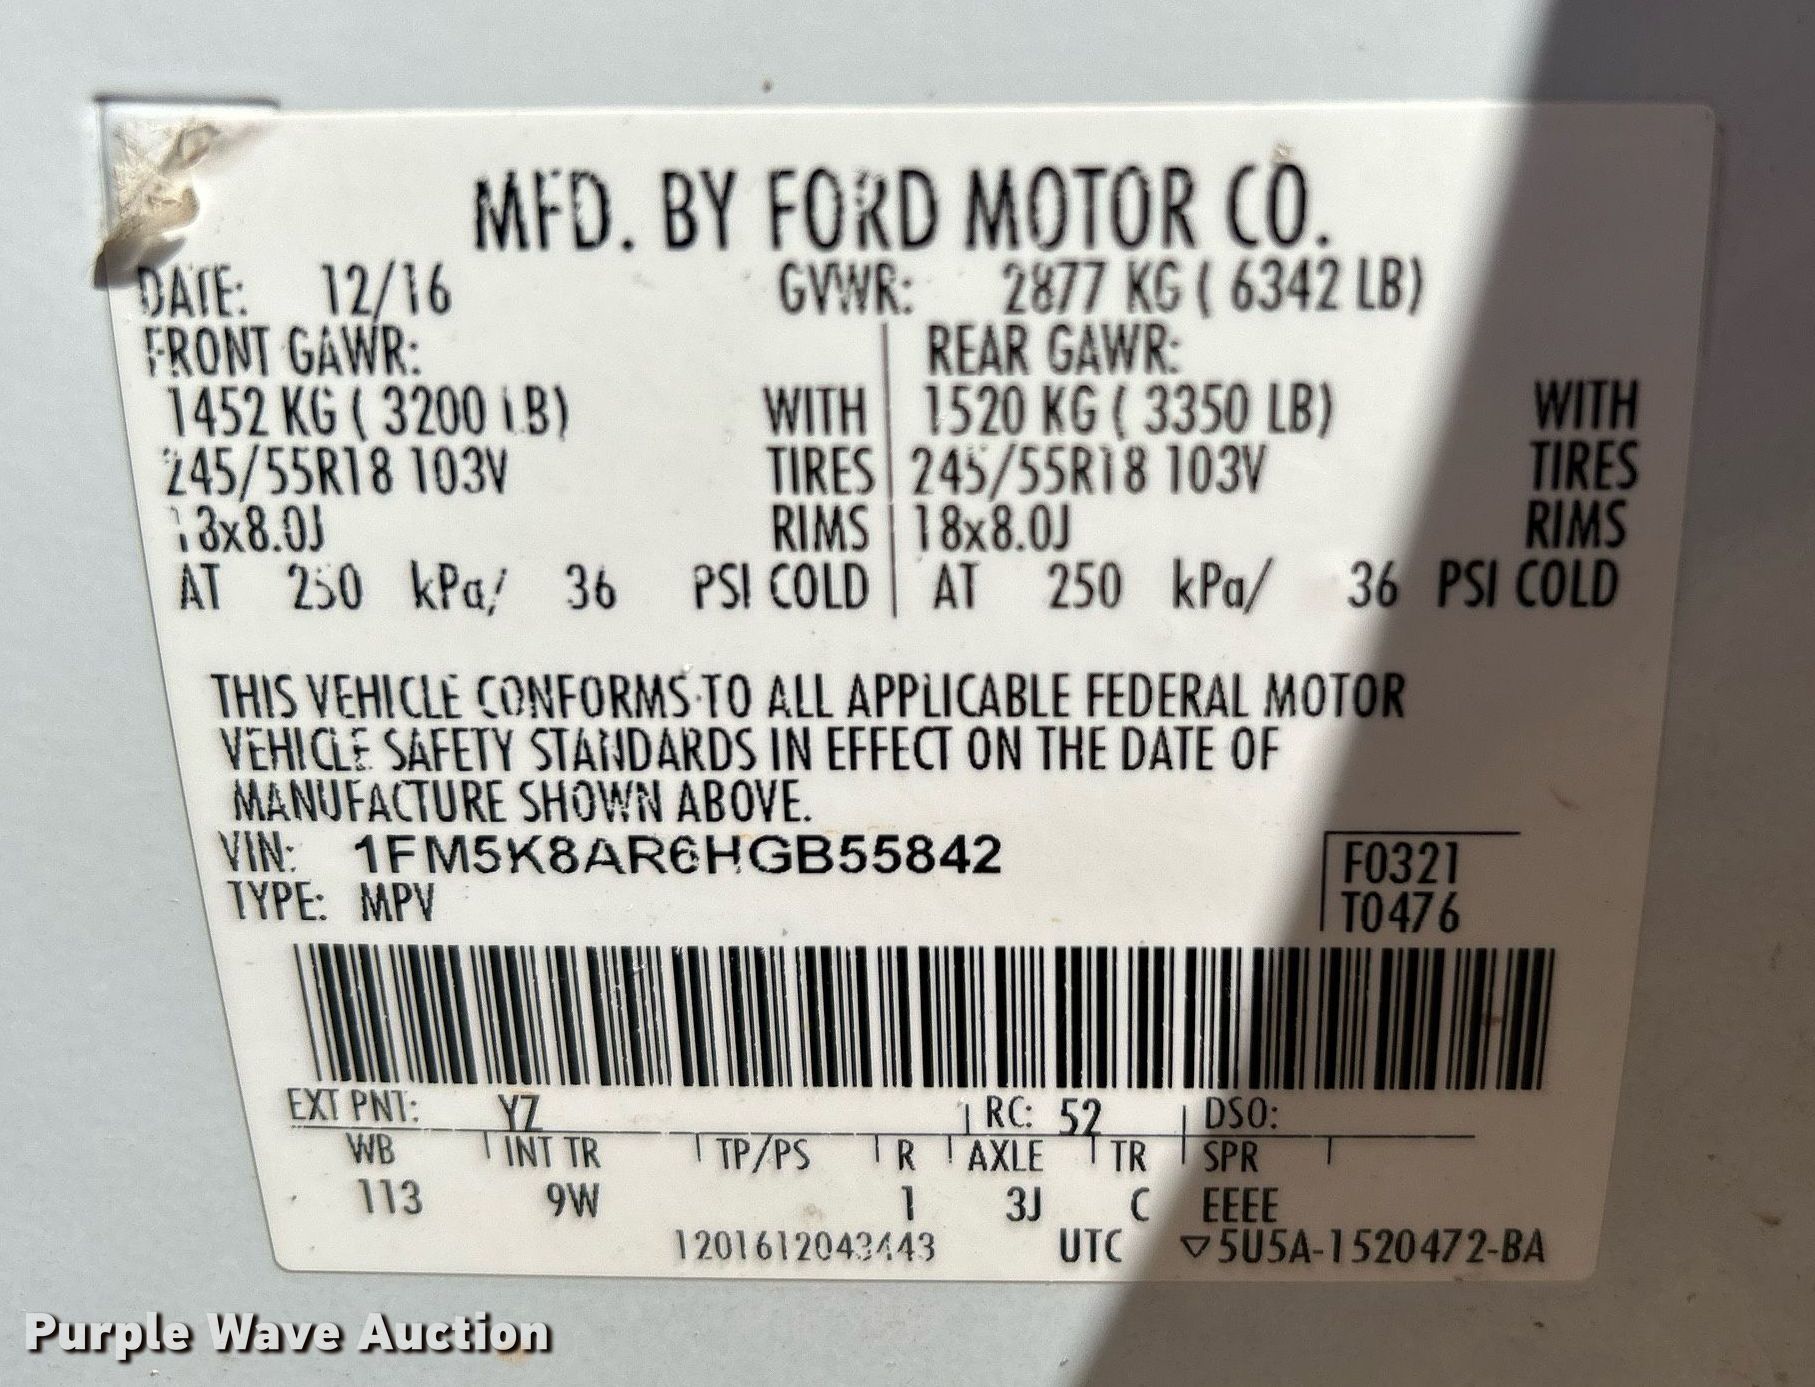 MFD. BY FORD MOTOR CO.
DATE: 12/16 GVWR: 2877 KG ( 6342 LB)
FRONT GAWR: REAR GAWR:
1452 KG ( 3200 LB) WITH 1520 KG ( 3350 LB) WITH
245/55R18 103V TIRES 245/55R18 103V TIRES
18x8.0J RIMS 18x8.0J RIMS
AT 250 kPa/ 36 PSI COLD AT 250 kPa/ 36 PSI COLD
THIS VEHICLE CONFORMS TO ALL APPLICABLE FEDERAL MOTOR
VEHICLE SAFETY STANDARDS IN EFFECT ON THE DATE OF
MANUFACTURE SHOWN ABOVE.
VIN: 1FM5K8AR6HGB55842 F0321
TYPE: MPV T0476
EXT PNT: YZ RC: 52 DSO:
WB INT TR TP/PS R AXLE TR SPR
113 9W 1 3J C EEEE
1201612043443 UTC ▽5U5A-1520472-BA
Purple Wave Auction